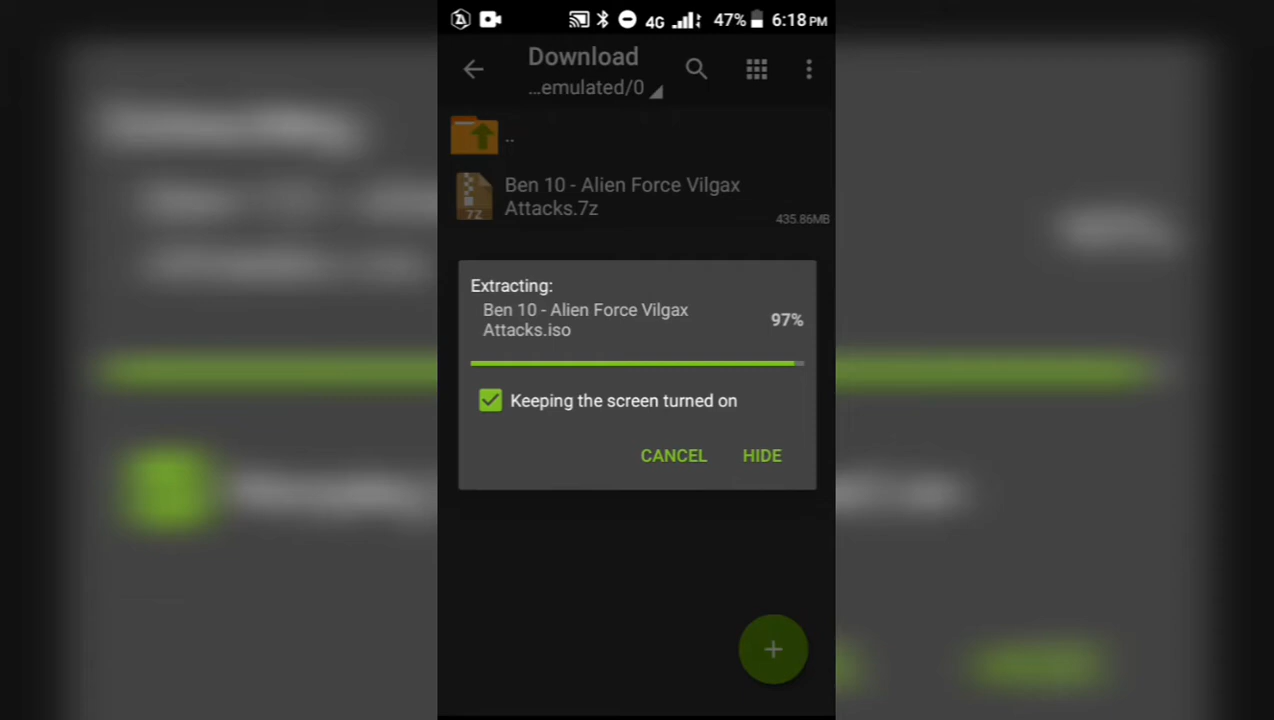 4G 47% 6:18 PM
Download
...emulated/0
..
Ben 10 - Alien Force Vilgax
Attacks.7z
7Z
435.86MB
Extracting:
Ben 10 - Alien Force Vilgax
Attacks.iso
97%
Keeping the screen turned on
CANCEL HIDE